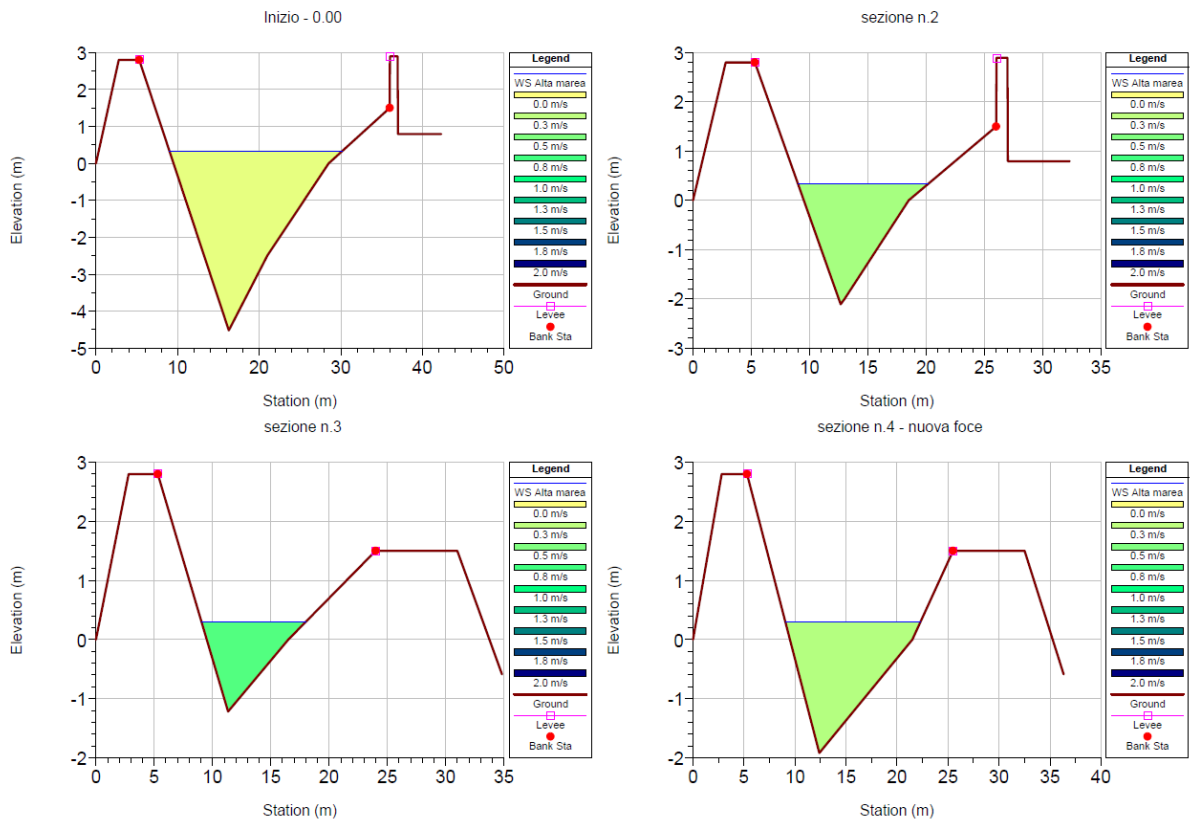 Inizio - 0.00
3
2
1
0
-1
-2
-3
-4
-5
0 10 20 30 40 50
Elevation (m)
Station (m)
Legend
WS Alta marea
0.0 m/s
0.3 m/s
0.5 m/s
0.8 m/s
1.0 m/s
1.3 m/s
1.5 m/s
1.8 m/s
2.0 m/s
Ground
Levee
Bank Sta
sezione n.2
3
2
1
0
-1
-2
-3
0 5 10 15 20 25 30 35
Elevation (m)
Station (m)
Legend
WS Alta marea
0.0 m/s
0.3 m/s
0.5 m/s
0.8 m/s
1.0 m/s
1.3 m/s
1.5 m/s
1.8 m/s
2.0 m/s
Ground
Levee
Bank Sta
sezione n.3
3
2
1
0
-1
-2
0 5 10 15 20 25 30 35
Elevation (m)
Station (m)
Legend
WS Alta marea
0.0 m/s
0.3 m/s
0.5 m/s
0.8 m/s
1.0 m/s
1.3 m/s
1.5 m/s
1.8 m/s
2.0 m/s
Ground
Levee
Bank Sta
sezione n.4 - nuova foce
3
2
1
0
-1
-2
0 5 10 15 20 25 30 35 40
Elevation (m)
Station (m)
Legend
WS Alta marea
0.0 m/s
0.3 m/s
0.5 m/s
0.8 m/s
1.0 m/s
1.3 m/s
1.5 m/s
1.8 m/s
2.0 m/s
Ground
Levee
Bank Sta